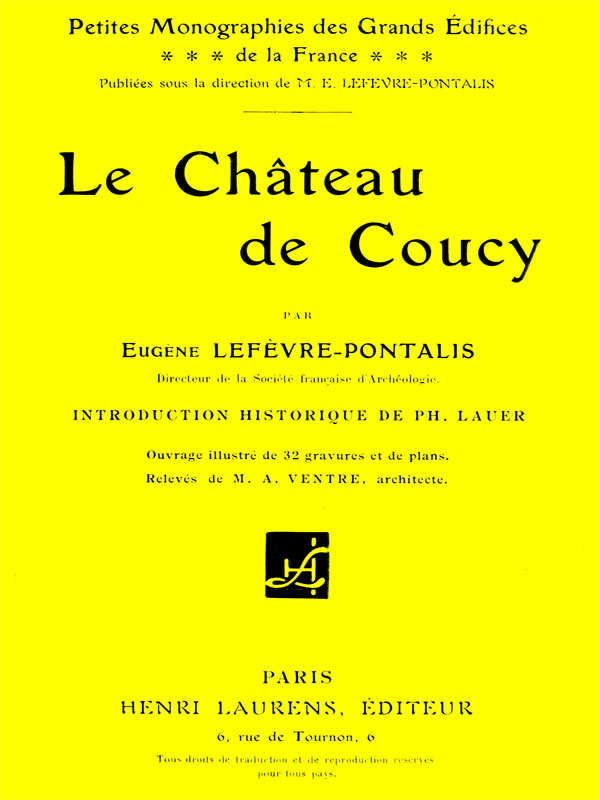 Petites Monographies des Grands Édifices
* * * de la France * * *
Publiées sous la direction de M. E. LEFEVRE-PONTALIS
Le Château
de Coucy
PAR
EUGÈNE LEFÈVRE-PONTALIS
Directeur de la Société française d'Archéologie.
INTRODUCTION HISTORIQUE DE PH. LAUER
Ouvrage illustré de 32 gravures et de plans.
Relevés de M. A. VENTRE, architecte.
HL
PARIS
HENRI LAURENS, ÉDITEUR
6, rue de Tournon, 6
Tous droits de traduction et de reproduction réservés
pour tous pays.